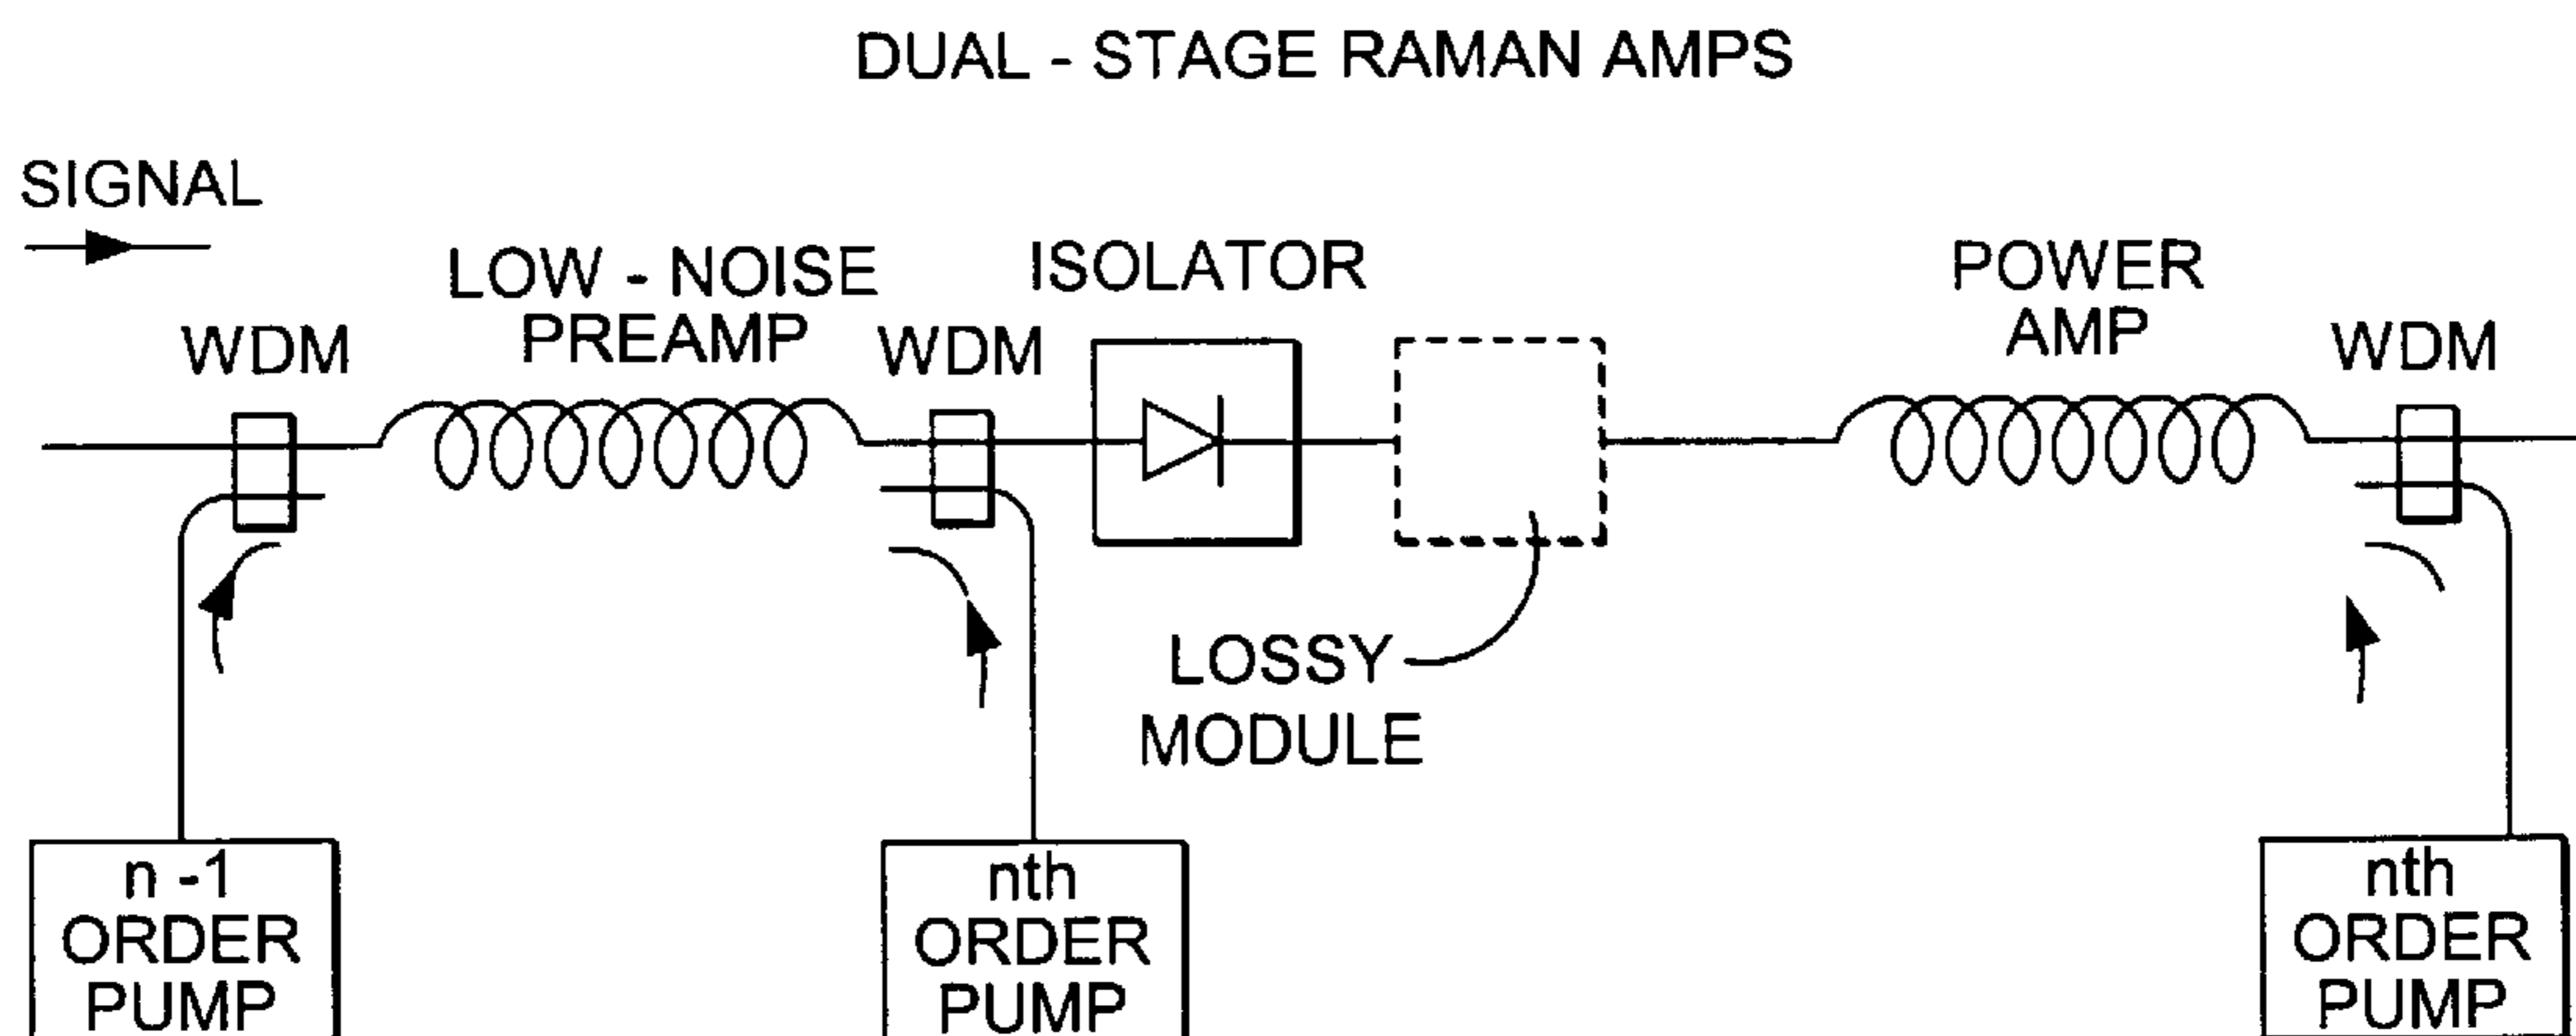 DUAL - STAGE RAMAN AMPS
SIGNAL
LOW - NOISE
PREAMP
ISOLATOR
POWER
AMP
WDM
WDM
WDM
LOSSY
MODULE
n -1
ORDER
PUMP
nth
ORDER
PUMP
nth
ORDER
PUMP